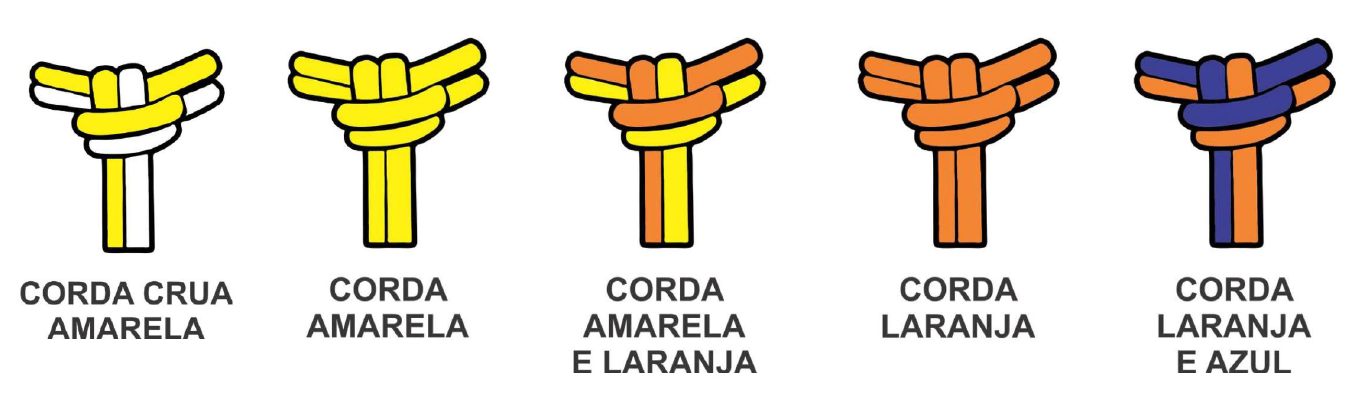 CORDA CRUA
AMARELA
CORDA
AMARELA
CORDA
AMARELA
E LARANJA
CORDA
LARANJA
CORDA
LARANJA
E AZUL